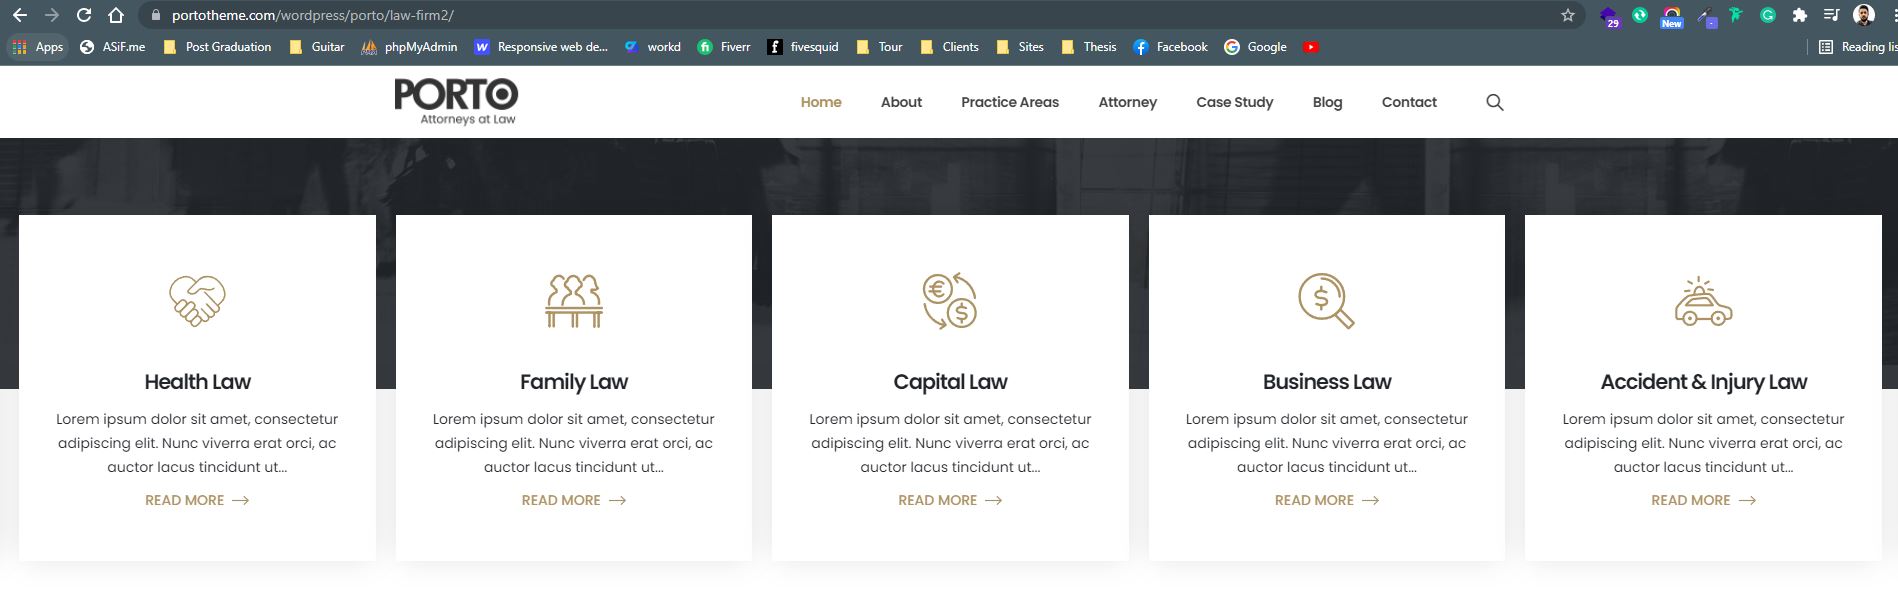 portotheme.com/wordpress/porto/law-firm2/
29
New
Apps
ASiF.me
Post Graduation
Guitar
phpMyAdmin
Responsive web de...
workd
Fiverr
fivesquid
Tour
Clients
Sites
Thesis
Facebook
Google
Reading lis
PORTO
Attorneys at Law
Home
About
Practice Areas
Attorney
Case Study
Blog
Contact
Health Law
Lorem ipsum dolor sit amet, consectetur
adipiscing elit. Nunc viverra erat orci, ac
auctor lacus tincidunt ut...
READ MORE
Family Law
Lorem ipsum dolor sit amet, consectetur
adipiscing elit. Nunc viverra erat orci, ac
auctor lacus tincidunt ut...
READ MORE
Capital Law
Lorem ipsum dolor sit amet, consectetur
adipiscing elit. Nunc viverra erat orci, ac
auctor lacus tincidunt ut...
READ MORE
Business Law
Lorem ipsum dolor sit amet, consectetur
adipiscing elit. Nunc viverra erat orci, ac
auctor lacus tincidunt ut...
READ MORE
Accident & Injury Law
Lorem ipsum dolor sit amet, consectetur
adipiscing elit. Nunc viverra erat orci, ac
auctor lacus tincidunt ut...
READ MORE